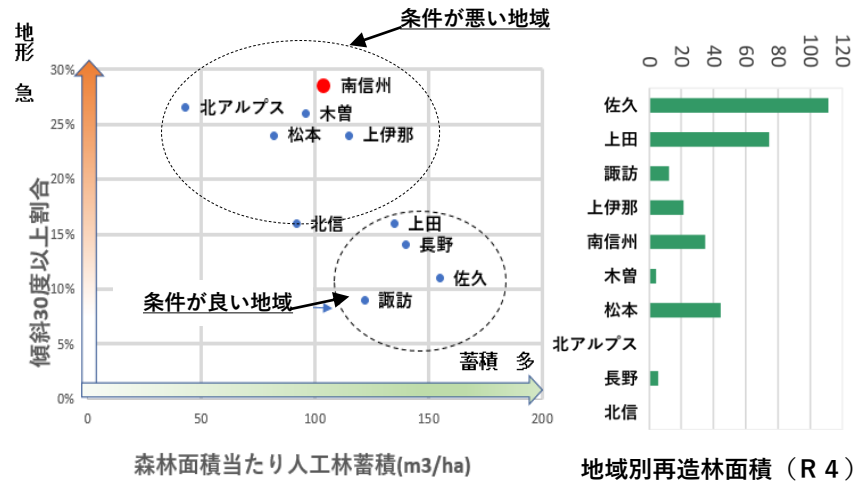 条件が悪い地域
地形 急
30%
25%
20%
15%
10%
5%
0%
傾斜30度以上割合
南信州
北アルプス
木曽
松本
上伊那
北信
上田
長野
佐久
諏訪
条件が良い地域
蓄積 多
0
50
100
150
200
森林面積当たり人工林蓄積(m3/ha)
0
20
40
60
80
100
120
佐久
上田
諏訪
上伊那
南信州
木曽
松本
北アルプス
長野
北信
地域別再造林面積（R４）